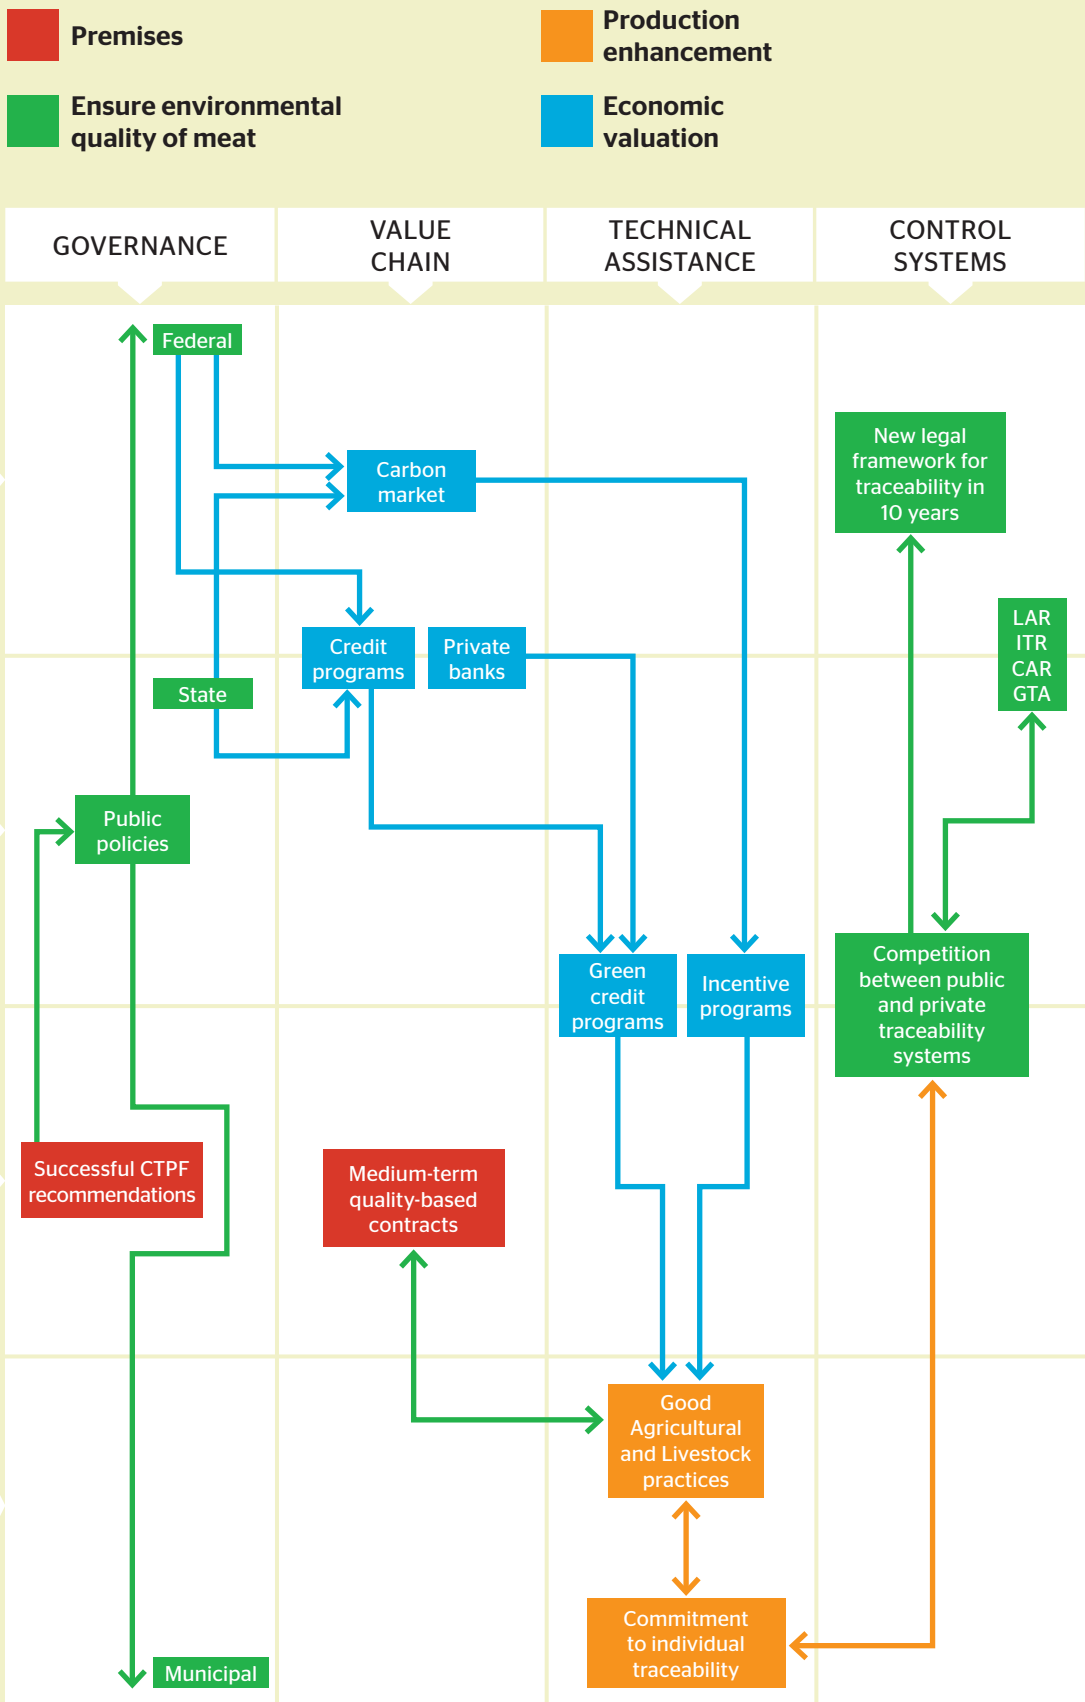 Premises
Production
enhancement
Ensure environmental
quality of meat
Economic
valuation
GOVERNANCE
VALUE
CHAIN
TECHNICAL
ASSISTANCE
CONTROL
SYSTEMS
Federal
Carbon
market
New legal
framework for
traceability in
10 years
Credit
programs
Private
banks
LAR
ITR
CAR
GTA
State
Public
policies
Green
credit
programs
Incentive
programs
Competition
between public
and private
traceability
systems
Successful CTPF
recommendations
Medium-term
quality-based
contracts
Good
Agricultural
and Livestock
practices
Commitment
to individual
traceability
Municipal